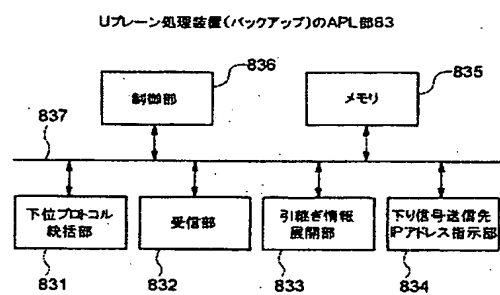 Uプレーン処理装置(バックアップ)のAPL部83
836
835
制御部
メモリ
837
下位プロトコル
統括部
受信部
引継ぎ情報
展開部
下り信号送信先
IPアドレス指示部
831
832
833
834